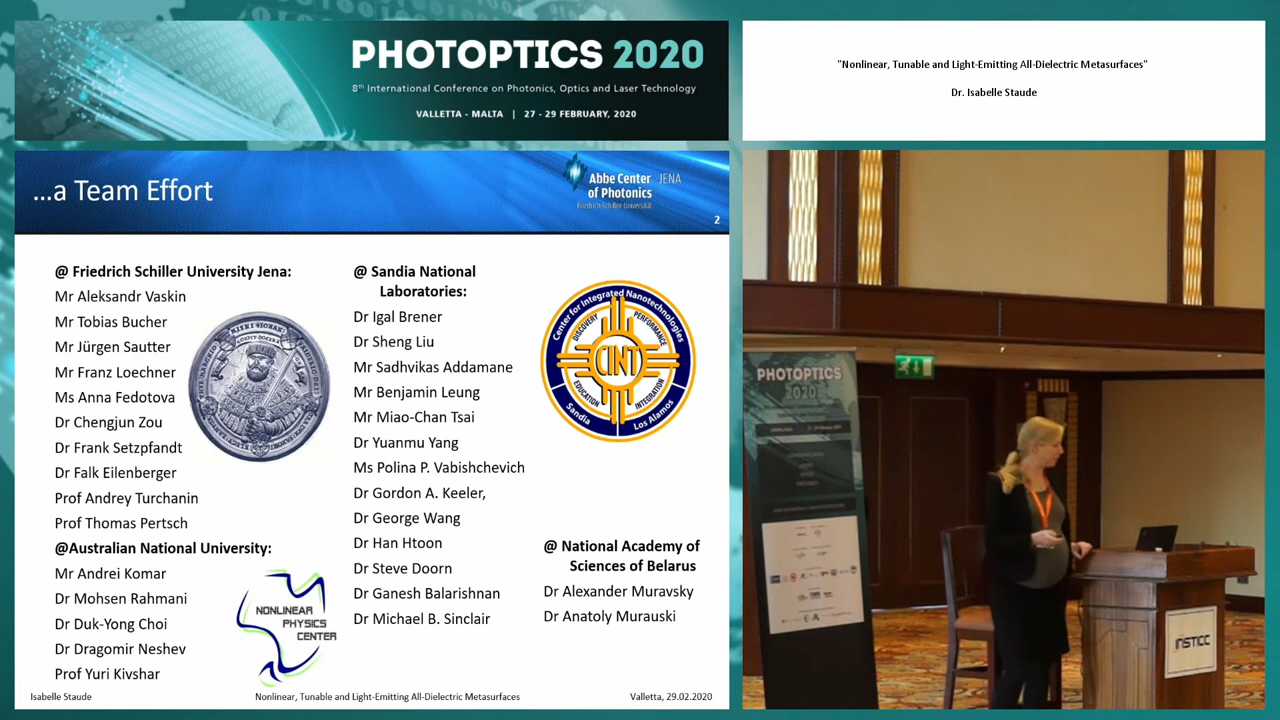 PHOTOPTICS 2020
8th International Conference on Photonics, Optics and Laser Technology
VALLETTA - MALTA | 27 - 29 FEBRUARY, 2020
"Nonlinear, Tunable and Light-Emitting All-Dielectric Metasurfaces"
Dr. Isabelle Staude
...a Team Effort
Abbe Center
of Photonics
JENA
Friedrich-Schiller-Universität
2
@ Friedrich Schiller University Jena:
Mr Aleksandr Vaskin
Mr Tobias Bucher
Mr Jürgen Sautter
Mr Franz Loechner
Ms Anna Fedotova
Dr Chengjun Zou
Dr Frank Setzpfandt
Dr Falk Eilenberger
Prof Andrey Turchanin
Prof Thomas Pertsch
@Australian National University:
Mr Andrei Komar
Dr Mohsen Rahmani
Dr Duk-Yong Choi
Dr Dragomir Neshev
Prof Yuri Kivshar
NONLINEAR
PHYSICS
CENTER
@ Sandia National
Laboratories:
Dr Igal Brener
Dr Sheng Liu
Mr Sadhvikas Addamane
Mr Benjamin Leung
Mr Miao-Chan Tsai
Dr Yuanmu Yang
Ms Polina P. Vabishchevich
Dr Gordon A. Keeler,
Dr George Wang
Dr Han Htoon
Dr Steve Doorn
Dr Ganesh Balarishnan
Dr Michael B. Sinclair
Center for Integrated Nanotechnologies
DISCOVERY
PERFORMANCE
CINT
EDUCATION
INTEGRATION
Sandia
Los Alamos
@ National Academy of
Sciences of Belarus
Dr Alexander Muravsky
Dr Anatoly Murauski
Isabelle Staude
Nonlinear, Tunable and Light-Emitting All-Dielectric Metasurfaces
Valletta, 29.02.2020
PHOTOPTICS
2020
INSTICC